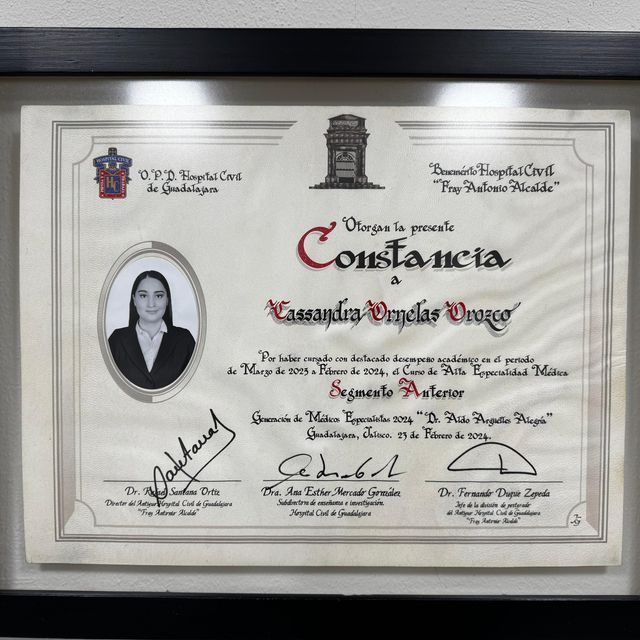 HOSPITAL CIVIL
O.P.D. Hospital Civil
de Guadalajara
Benemérito Hospital Civil
"Fray Antonio Alcalde"
Otorgan la presente
Constancia
a
Cassandra Ornelas Orozco
Por haber cursado con destacado desempeño académico en el periodo
de Marzo de 2023 a Febrero de 2024, el Curso de Alta Especialidad Médica
Segmento Anterior
Generación de Médicos Especialistas 2024 "Dr. Aldo Arguelles Alegría"
Guadalajara, Jalisco. 23 de Febrero de 2024.
Dr. Rafael Santana Ortiz
Director del Antiguo Hospital Civil de Guadalajara
"Fray Antonio Alcalde"
Dra. Ana Esther Mercado González
Subdirectora de enseñanza e investigación.
Hospital Civil de Guadalajara
Dr. Fernando Duque Zepeda
Jefe de la división de posgrado del
Antiguo Hospital Civil de Guadalajara
"Fray Antonio Alcalde"